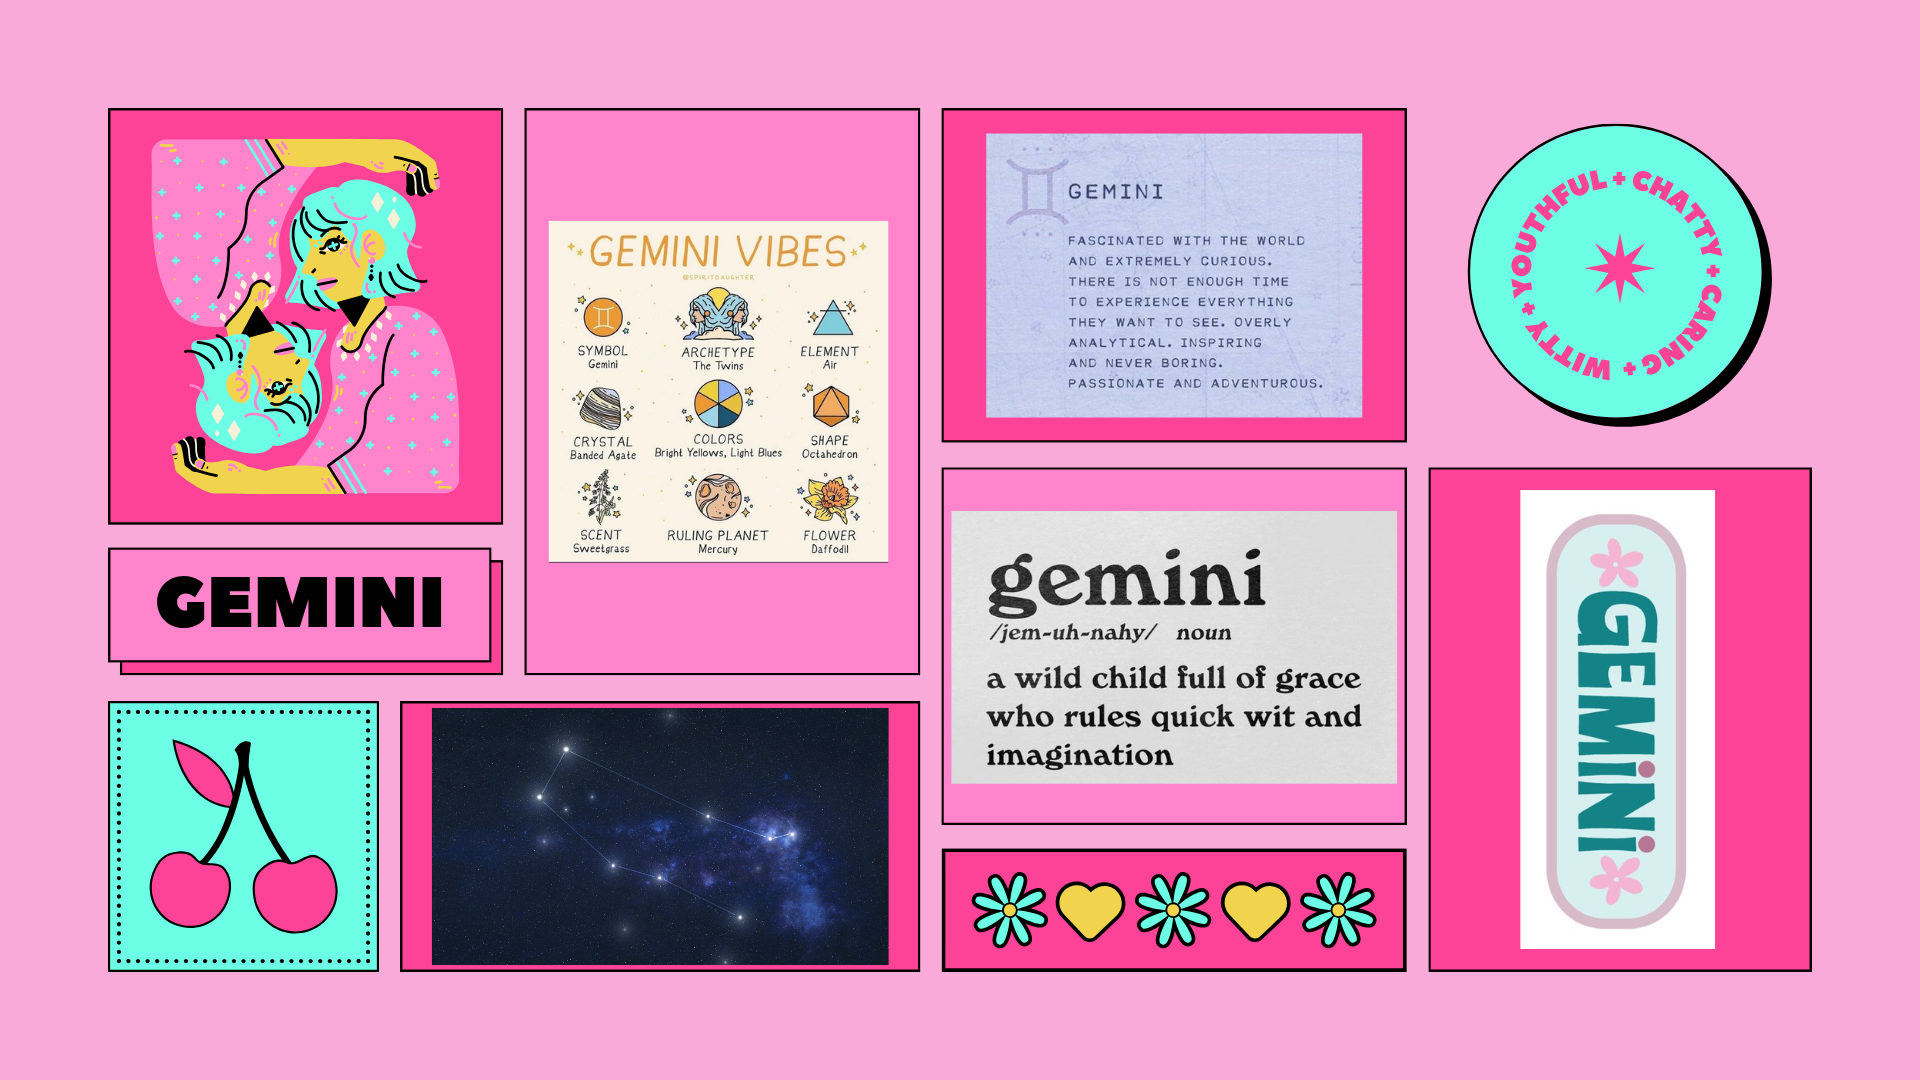 GEMINI
GEMINI VIBES
@SPIRITDAUGHTER
SYMBOL
Gemini
ARCHETYPE
The Twins
ELEMENT
Air
CRYSTAL
Banded Agate
COLORS
Bright Yellows, Light Blues
SHAPE
Octahedron
SCENT
Sweetgrass
RULING PLANET
Mercury
FLOWER
Daffodil
GEMINI
FASCINATED WITH THE WORLD
AND EXTREMELY CURIOUS.
THERE IS NOT ENOUGH TIME
TO EXPERIENCE EVERYTHING
THEY WANT TO SEE. OVERLY
ANALYTICAL. INSPIRING
AND NEVER BORING.
PASSIONATE AND ADVENTUROUS.
YOUTHFUL + CHATTY + CARING + WITTY +
gemini
/jem-uh-nahy/ noun
a wild child full of grace
who rules quick wit and
imagination
GEMiNi